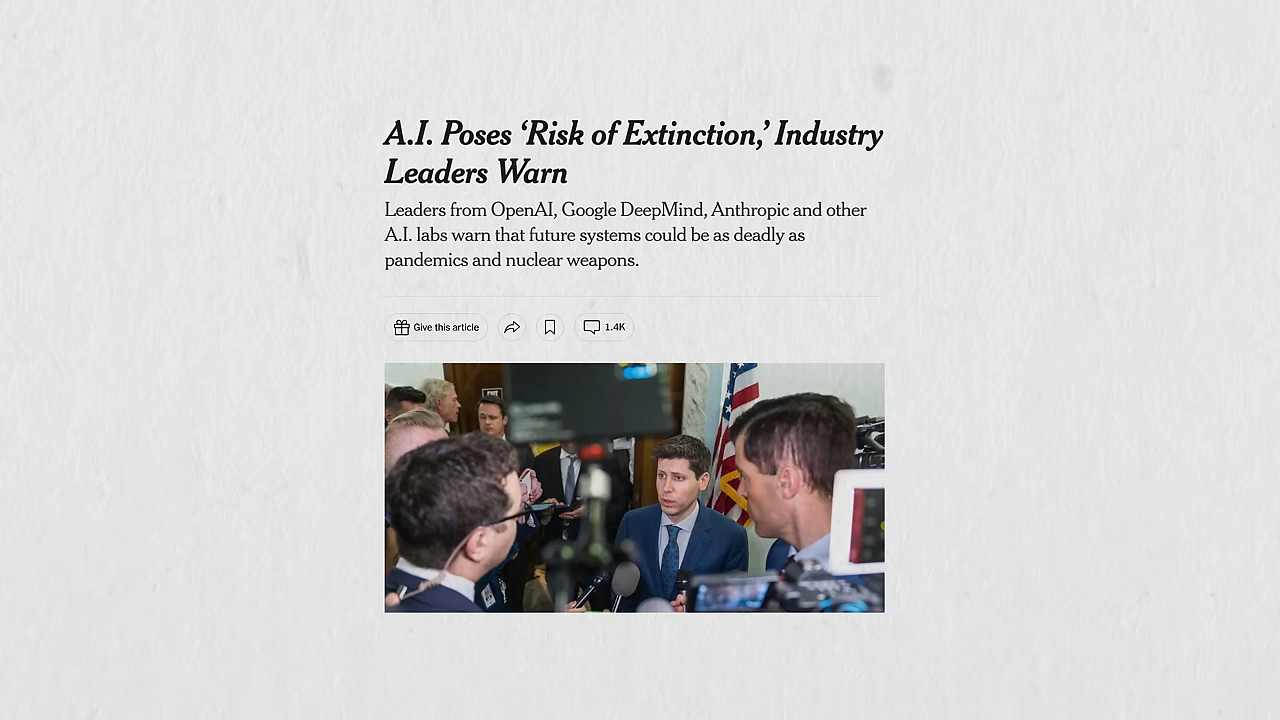 A.I. Poses ‘Risk of Extinction,’ Industry
Leaders Warn
Leaders from OpenAI, Google DeepMind, Anthropic and other
A.I. labs warn that future systems could be as deadly as
pandemics and nuclear weapons.
Give this article
1.4K
EXIT